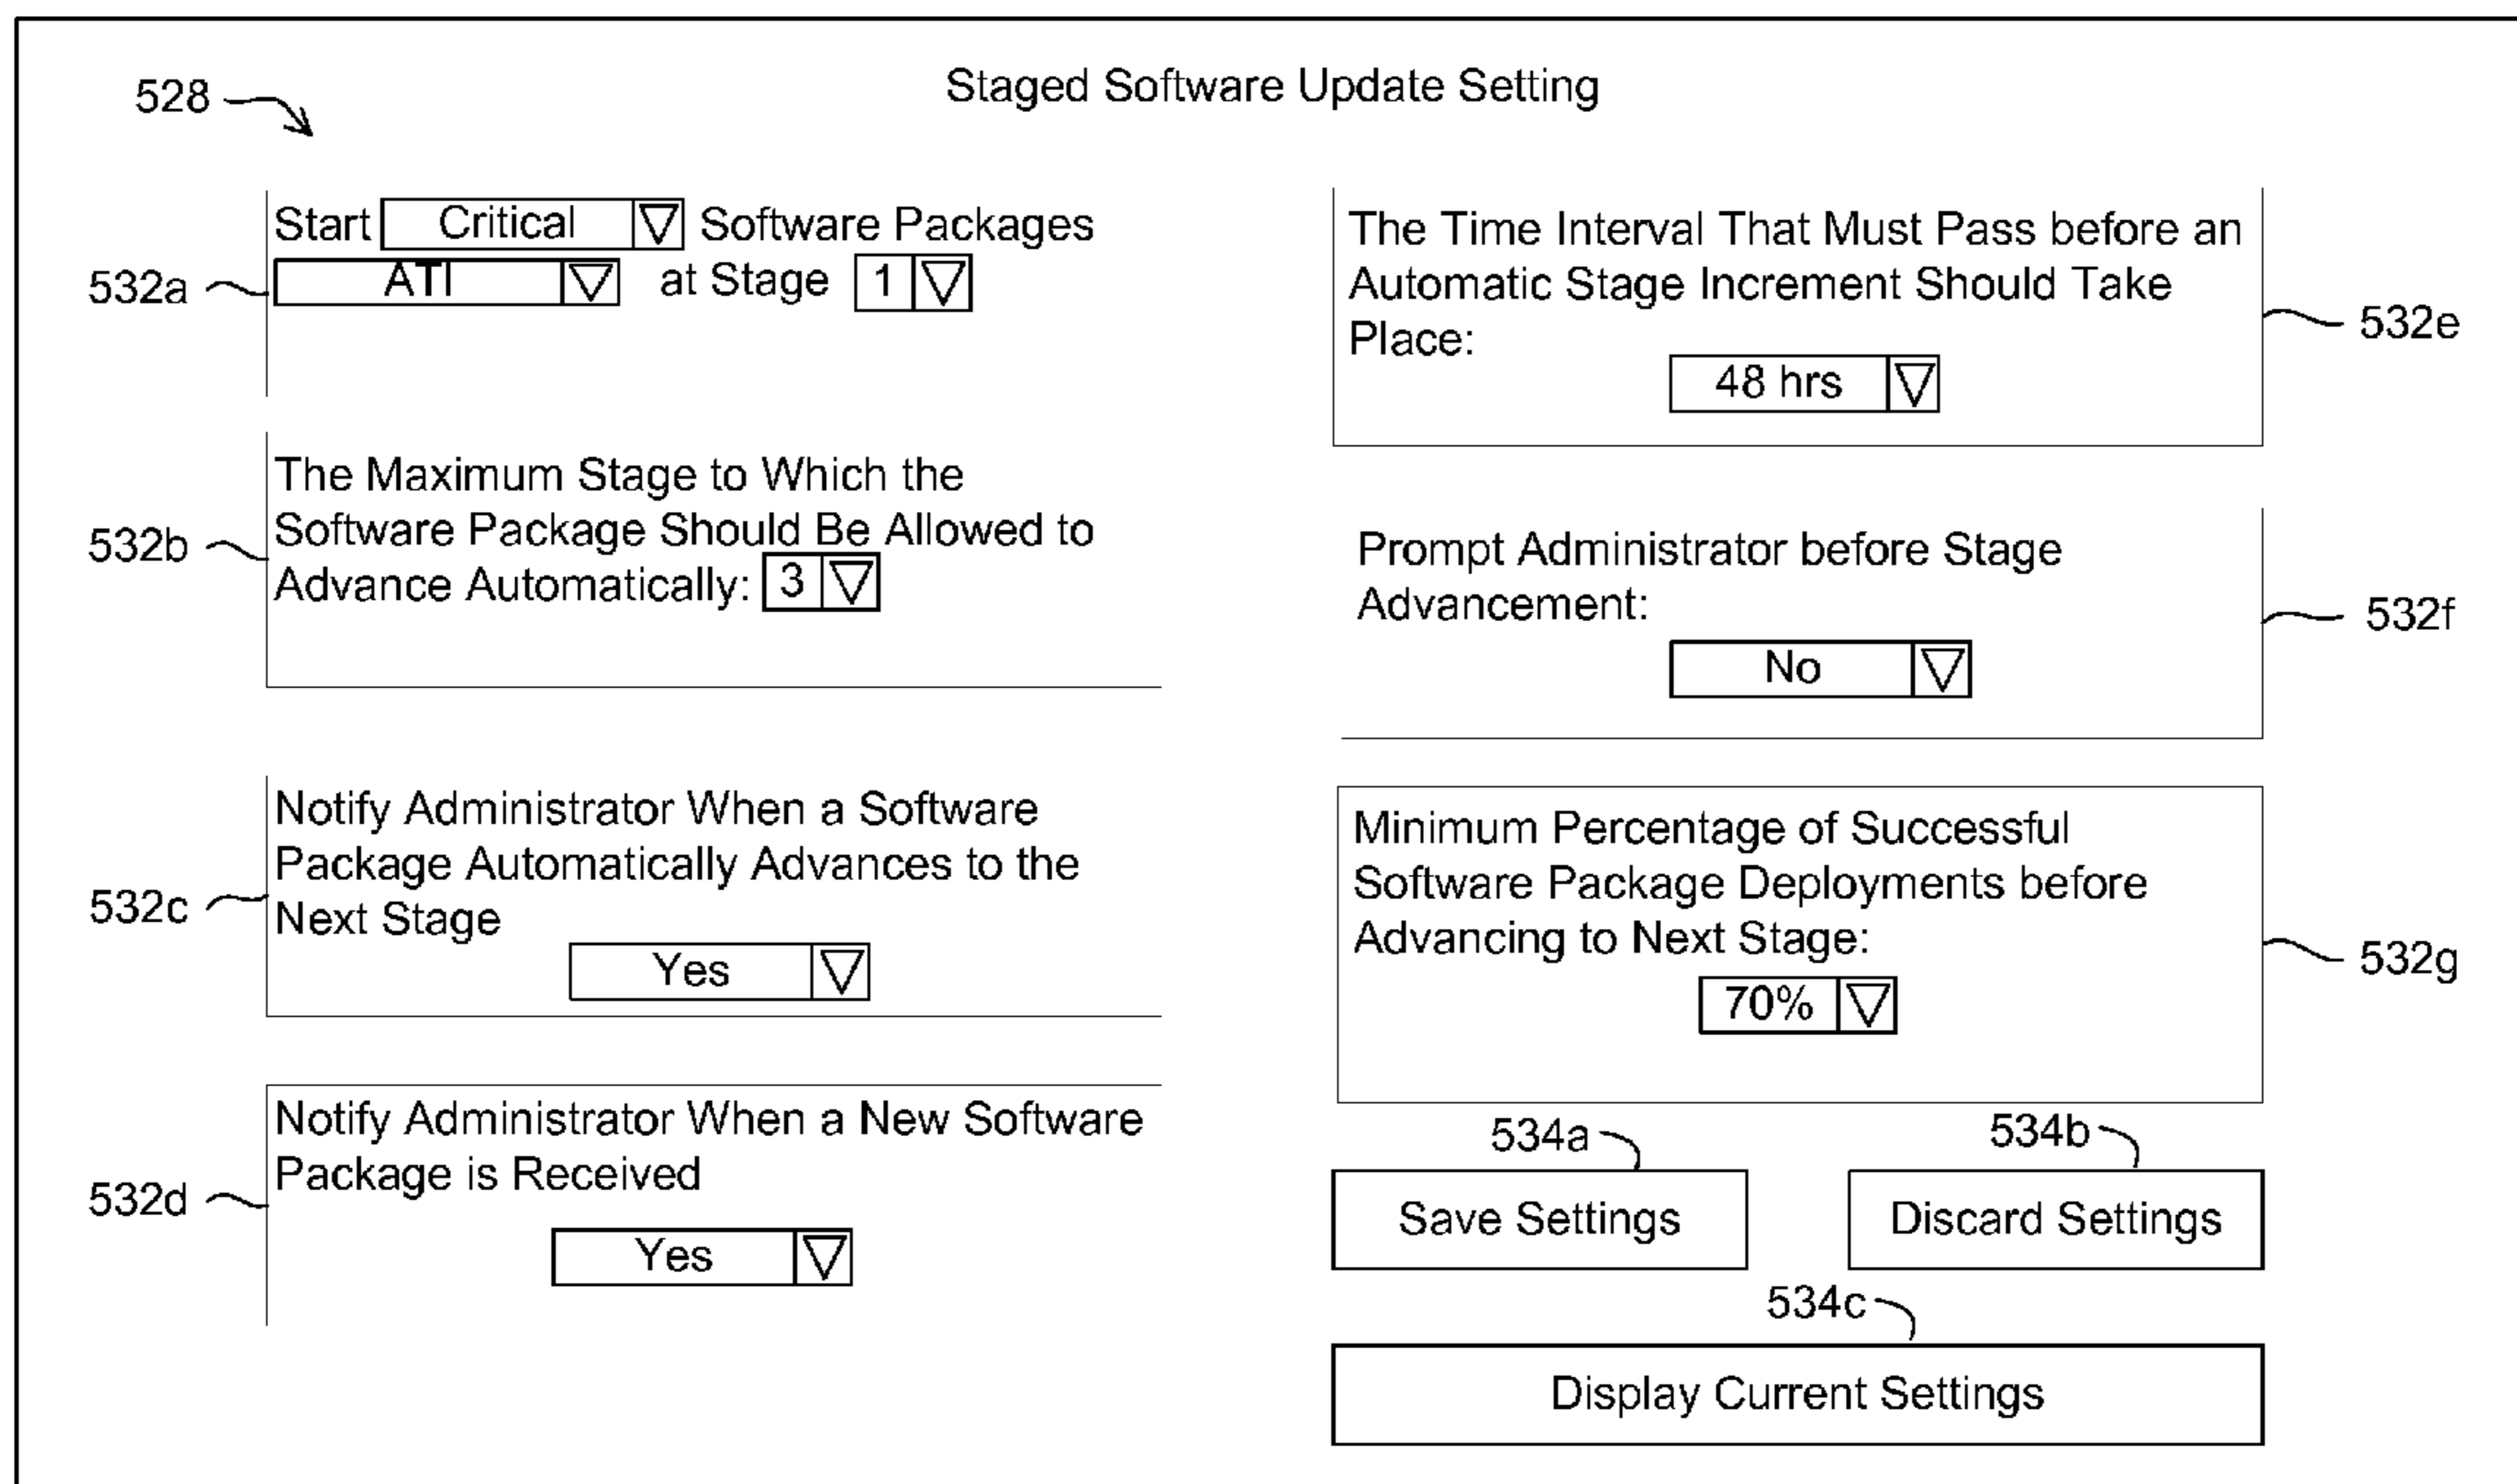 Staged Software Update Setting
528
Start Critical Software Packages
532a
ATI at Stage 1
532b
The Maximum Stage to Which the
Software Package Should Be Allowed to
Advance Automatically: 3
532c
Notify Administrator When a Software
Package Automatically Advances to the
Next Stage
Yes
532d
Notify Administrator When a New Software
Package is Received
Yes
The Time Interval That Must Pass before an
Automatic Stage Increment Should Take
Place:
48 hrs
532e
Prompt Administrator before Stage
Advancement:
No
532f
Minimum Percentage of Successful
Software Package Deployments before
Advancing to Next Stage:
70%
532g
534a
Save Settings
534b
Discard Settings
534c
Display Current Settings